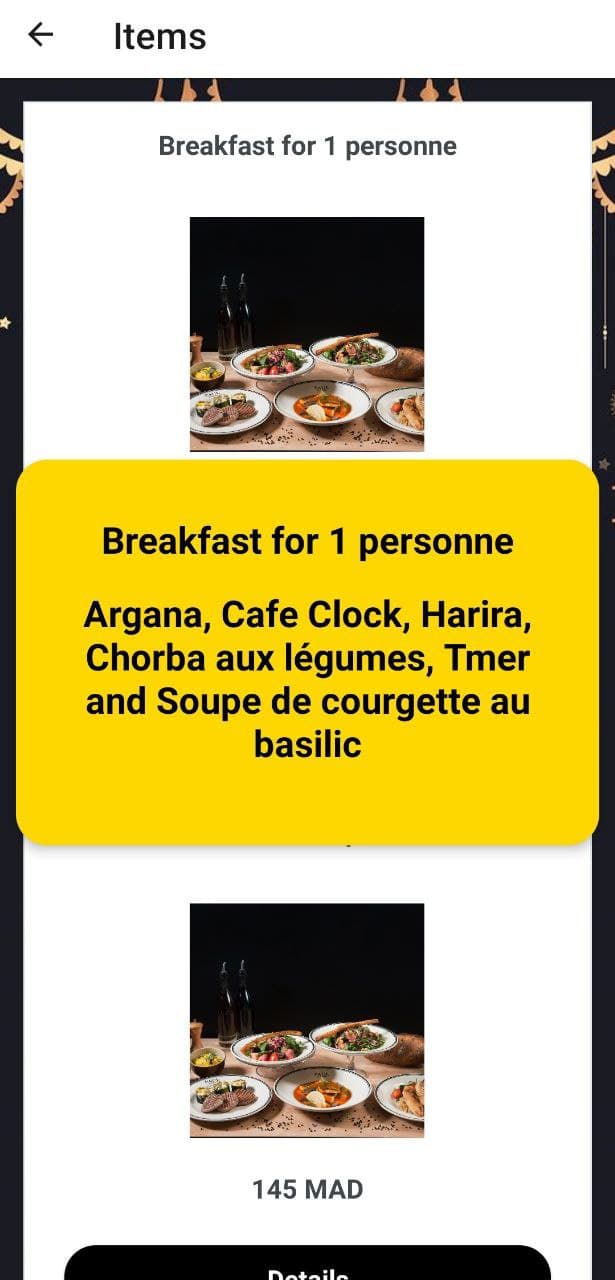 Items
Breakfast for 1 personne
Breakfast for 1 personne
Argana, Cafe Clock, Harira,
Chorba aux légumes, Tmer
and Soupe de courgette au
basilic
145 MAD
Details